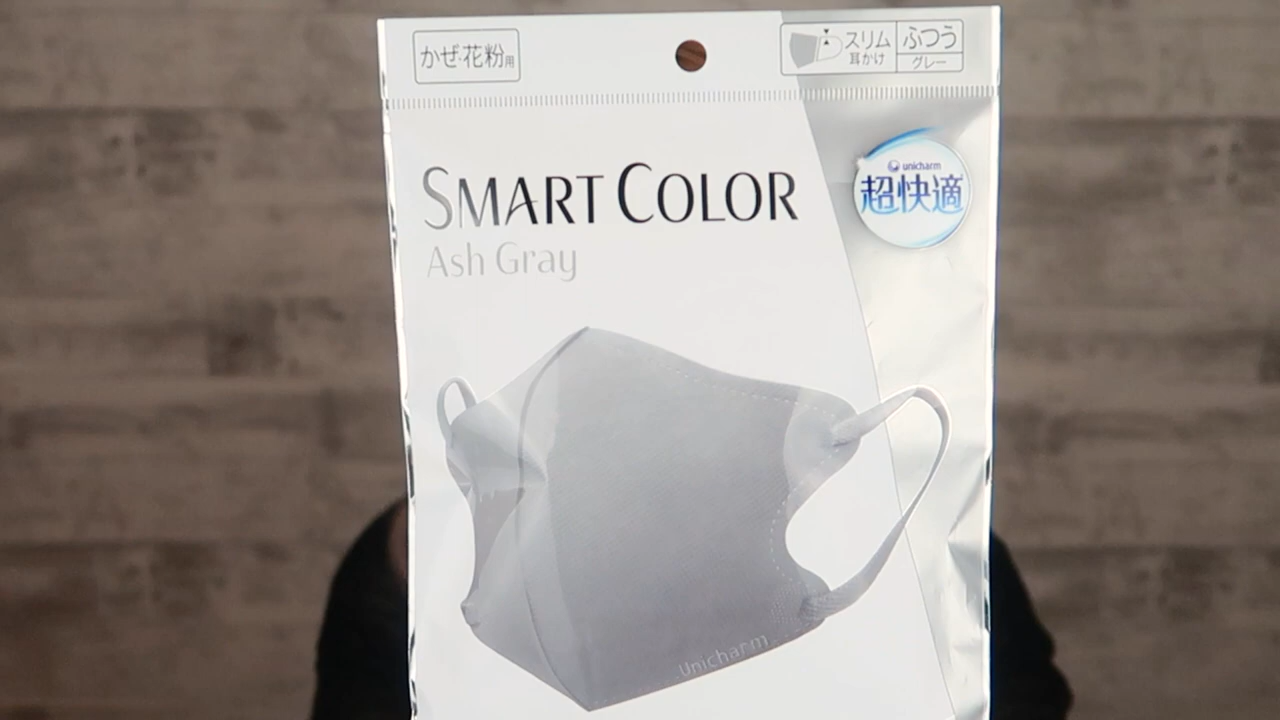 かぜ・花粉用
スリム
耳かけ
ふつう
グレー
unicharm
超快適
SMART COLOR
Ash Gray
Unicharm